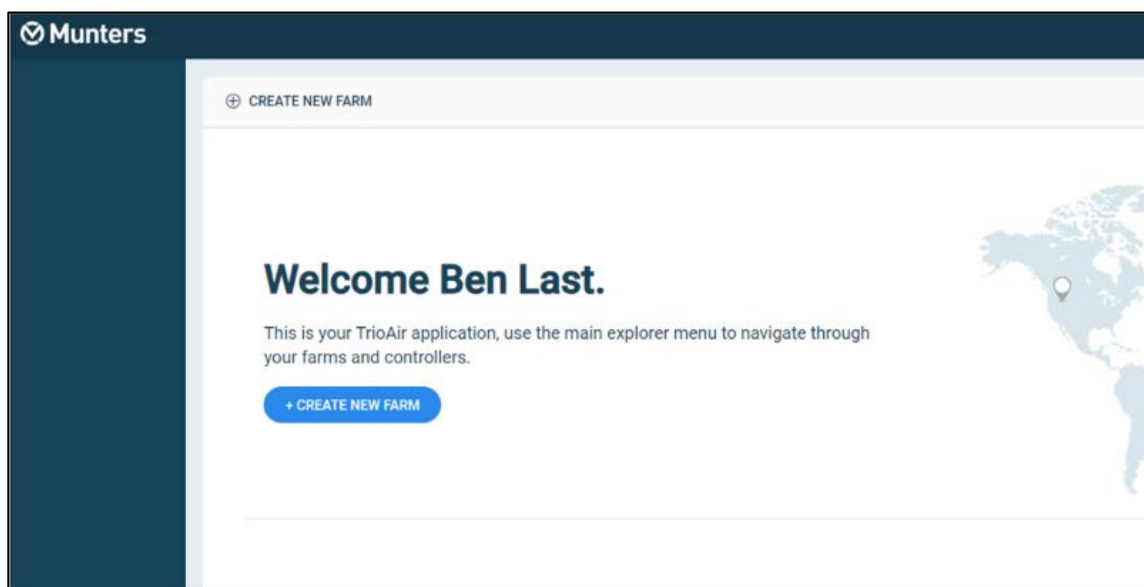 Munters
CREATE NEW FARM
Welcome Ben Last.
This is your TrioAir application, use the main explorer menu to navigate through
your farms and controllers.
+ CREATE NEW FARM